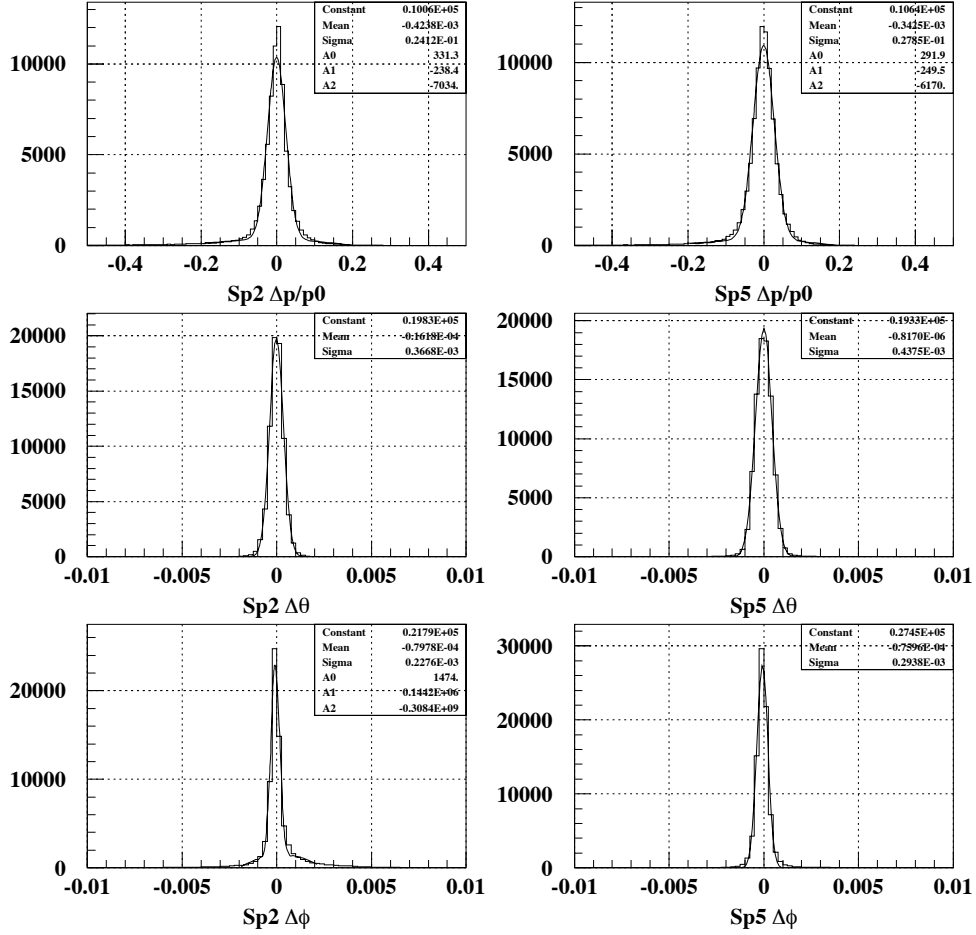 Constant 0.1006E+05
Mean -0.4238E-03
Sigma 0.2412E-01
A0 331.3
A1 -238.4
A2 -7034.
10000
5000
0
-0.4 -0.2 0 0.2 0.4
Sp2 Δp/p0
Constant 0.1064E+05
Mean -0.3425E-03
Sigma 0.2785E-01
A0 291.9
A1 -249.5
A2 -6170.
15000
10000
5000
0
-0.4 -0.2 0 0.2 0.4
Sp5 Δp/p0
Constant 0.1983E+05
Mean -0.1618E-04
Sigma 0.3668E-03
20000
15000
10000
5000
0
-0.01 -0.005 0 0.005 0.01
Sp2 Δθ
Constant 0.1933E+05
Mean -0.8170E-06
Sigma 0.4375E-03
20000
15000
10000
5000
0
-0.01 -0.005 0 0.005 0.01
Sp5 Δθ
Constant 0.2179E+05
Mean -0.7978E-04
Sigma 0.2276E-03
A0 1474.
A1 0.1442E+06
A2 -0.3084E+09
20000
10000
0
-0.01 -0.005 0 0.005 0.01
Sp2 Δϕ
Constant 0.2745E+05
Mean -0.7596E-04
Sigma 0.2938E-03
30000
20000
10000
0
-0.01 -0.005 0 0.005 0.01
Sp5 Δϕ